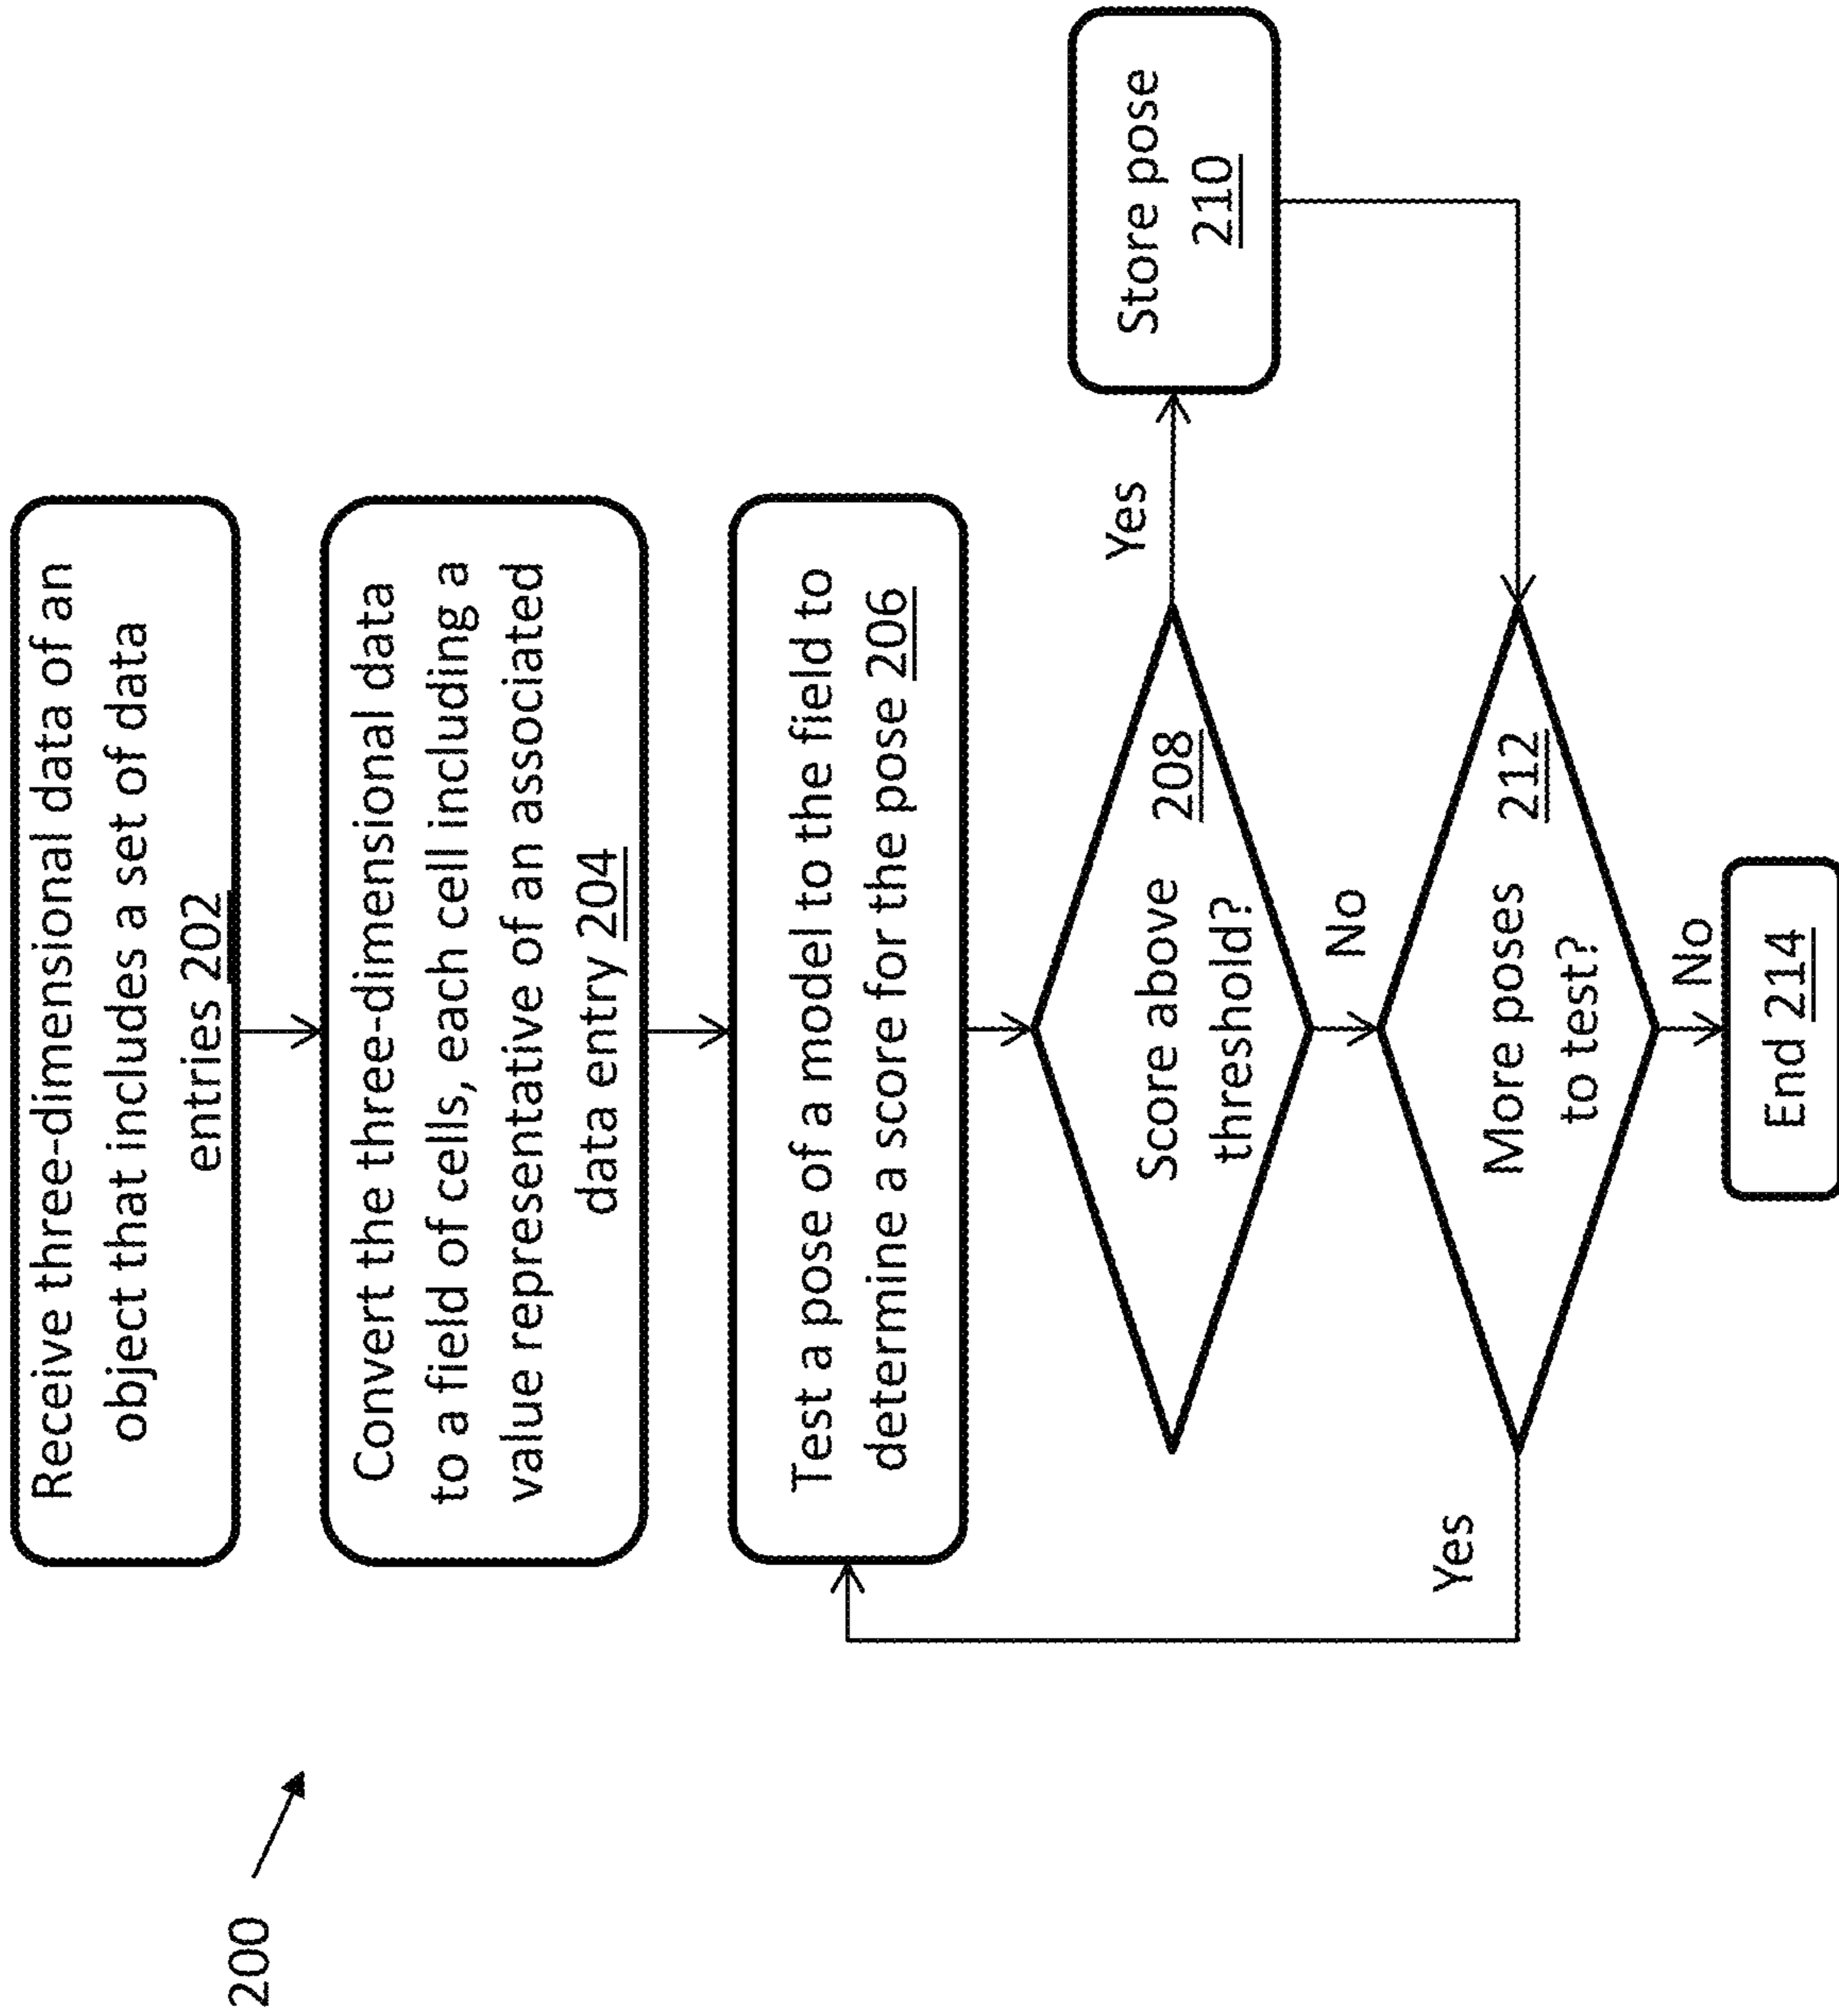 200
Receive three-dimensional data of an
object that includes a set of data
entries 202
Convert the three-dimensional data
to a field of cells, each cell including a
value representative of an associated
data entry 204
Test a pose of a model to the field to
determine a score for the pose 206
Score above
threshold?
208
Yes
Store pose
210
No
More poses
to test?
212
Yes
No
End 214